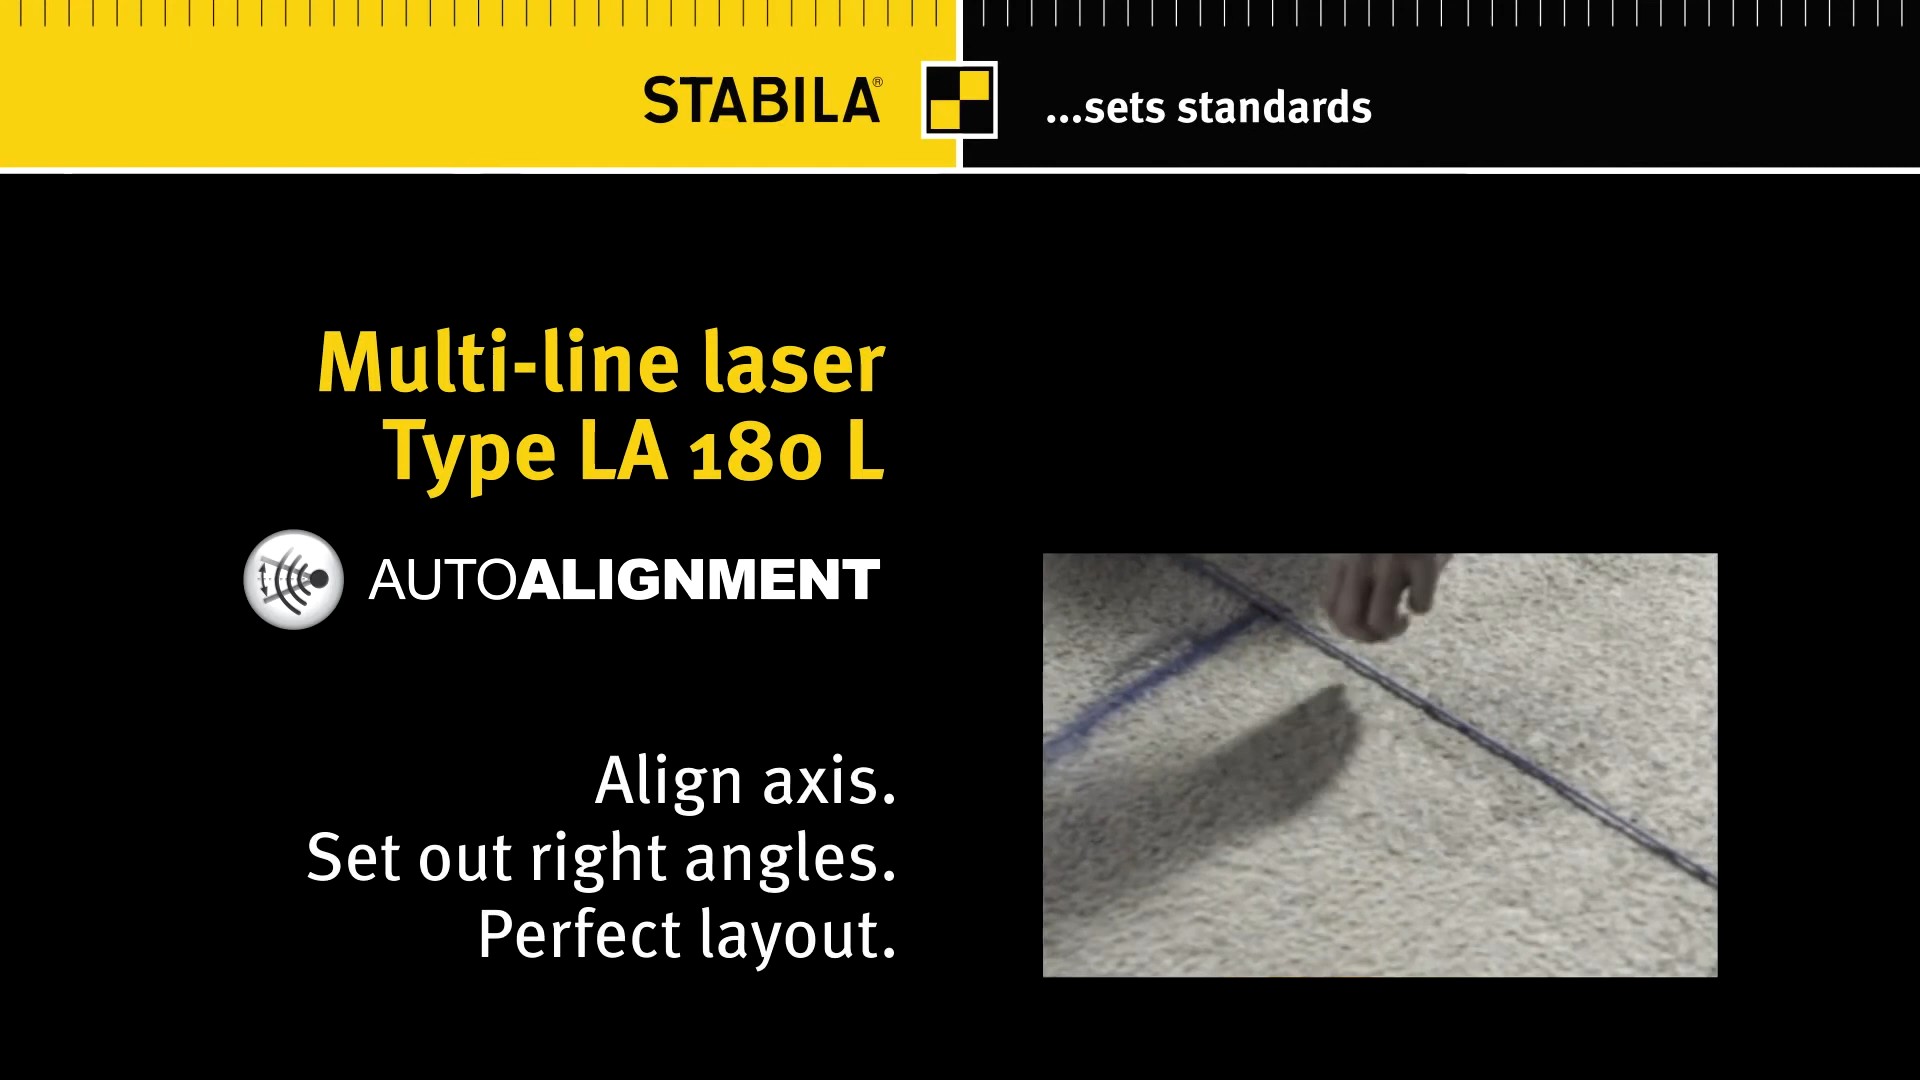 STABILA®
...sets standards
Multi-line laser
Type LA 180 L
AUTOALIGNMENT
Align axis.
Set out right angles.
Perfect layout.